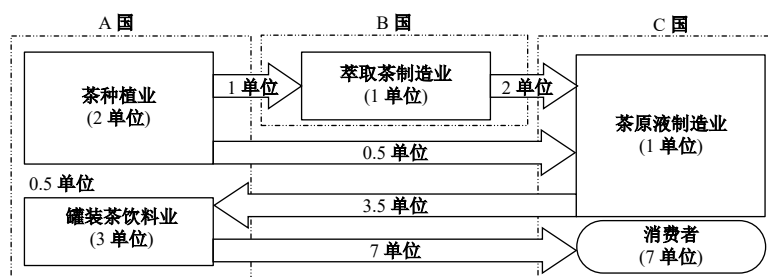 A 国
B 国
C 国
茶种植业
(2 单位)
1 单位
萃取茶制造业
(1 单位)
2 单位
茶原液制造业
(1 单位)
0.5 单位
0.5 单位
3.5 单位
罐装茶饮料业
(3 单位)
7 单位
消费者
(7 单位)